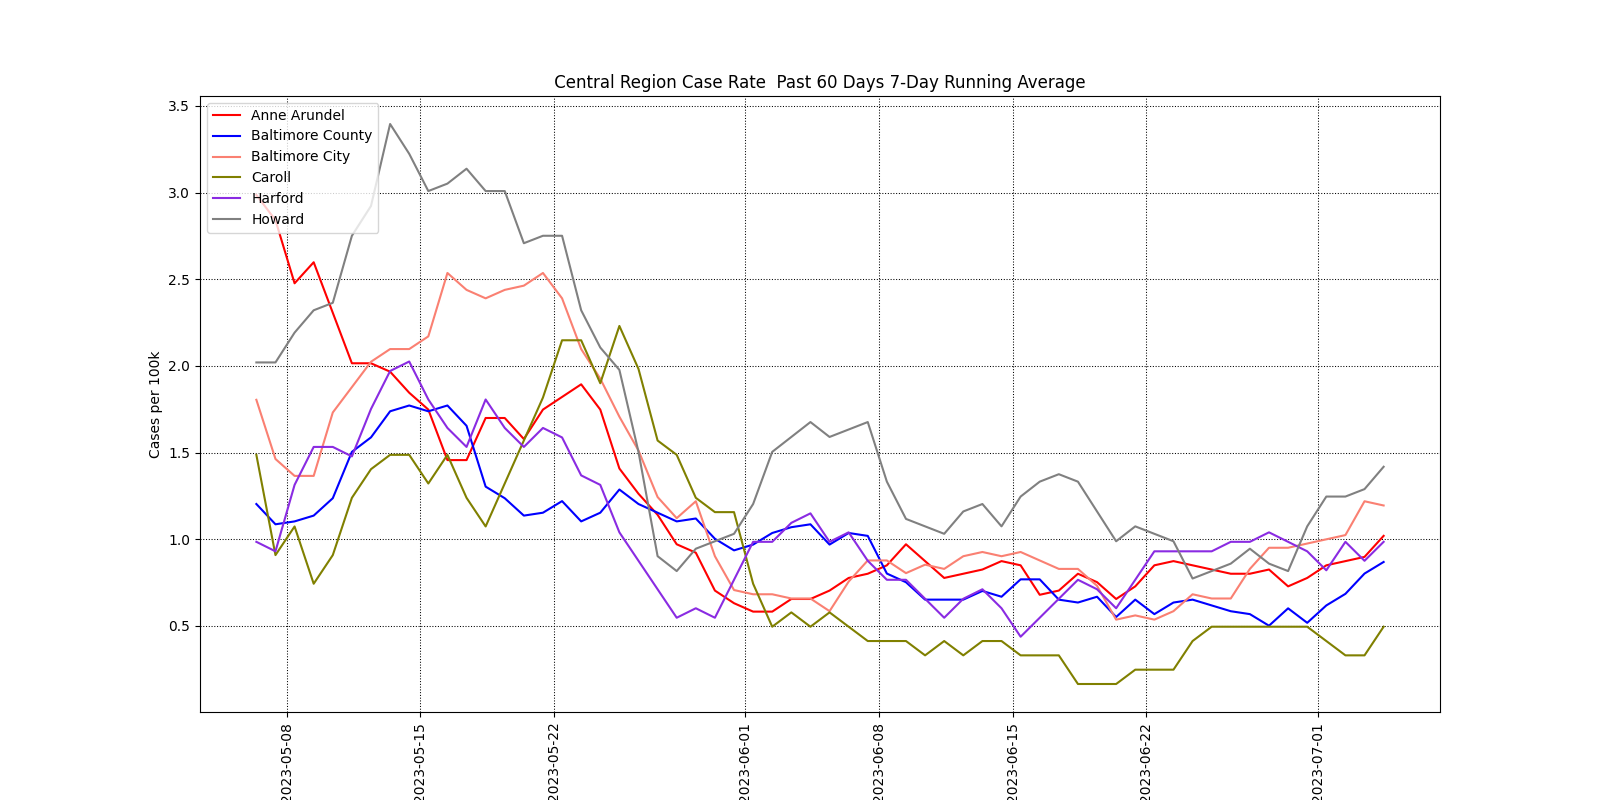 Central Region Case Rate  Past 60 Days 7-Day Running Average
3.5
3.0
2.5
2.0
1.5
1.0
0.5
Cases per 100k
Anne Arundel
Baltimore County
Baltimore City
Caroll
Harford
Howard
2023-05-08
2023-05-15
2023-05-22
2023-06-01
2023-06-08
2023-06-15
2023-06-22
2023-07-01